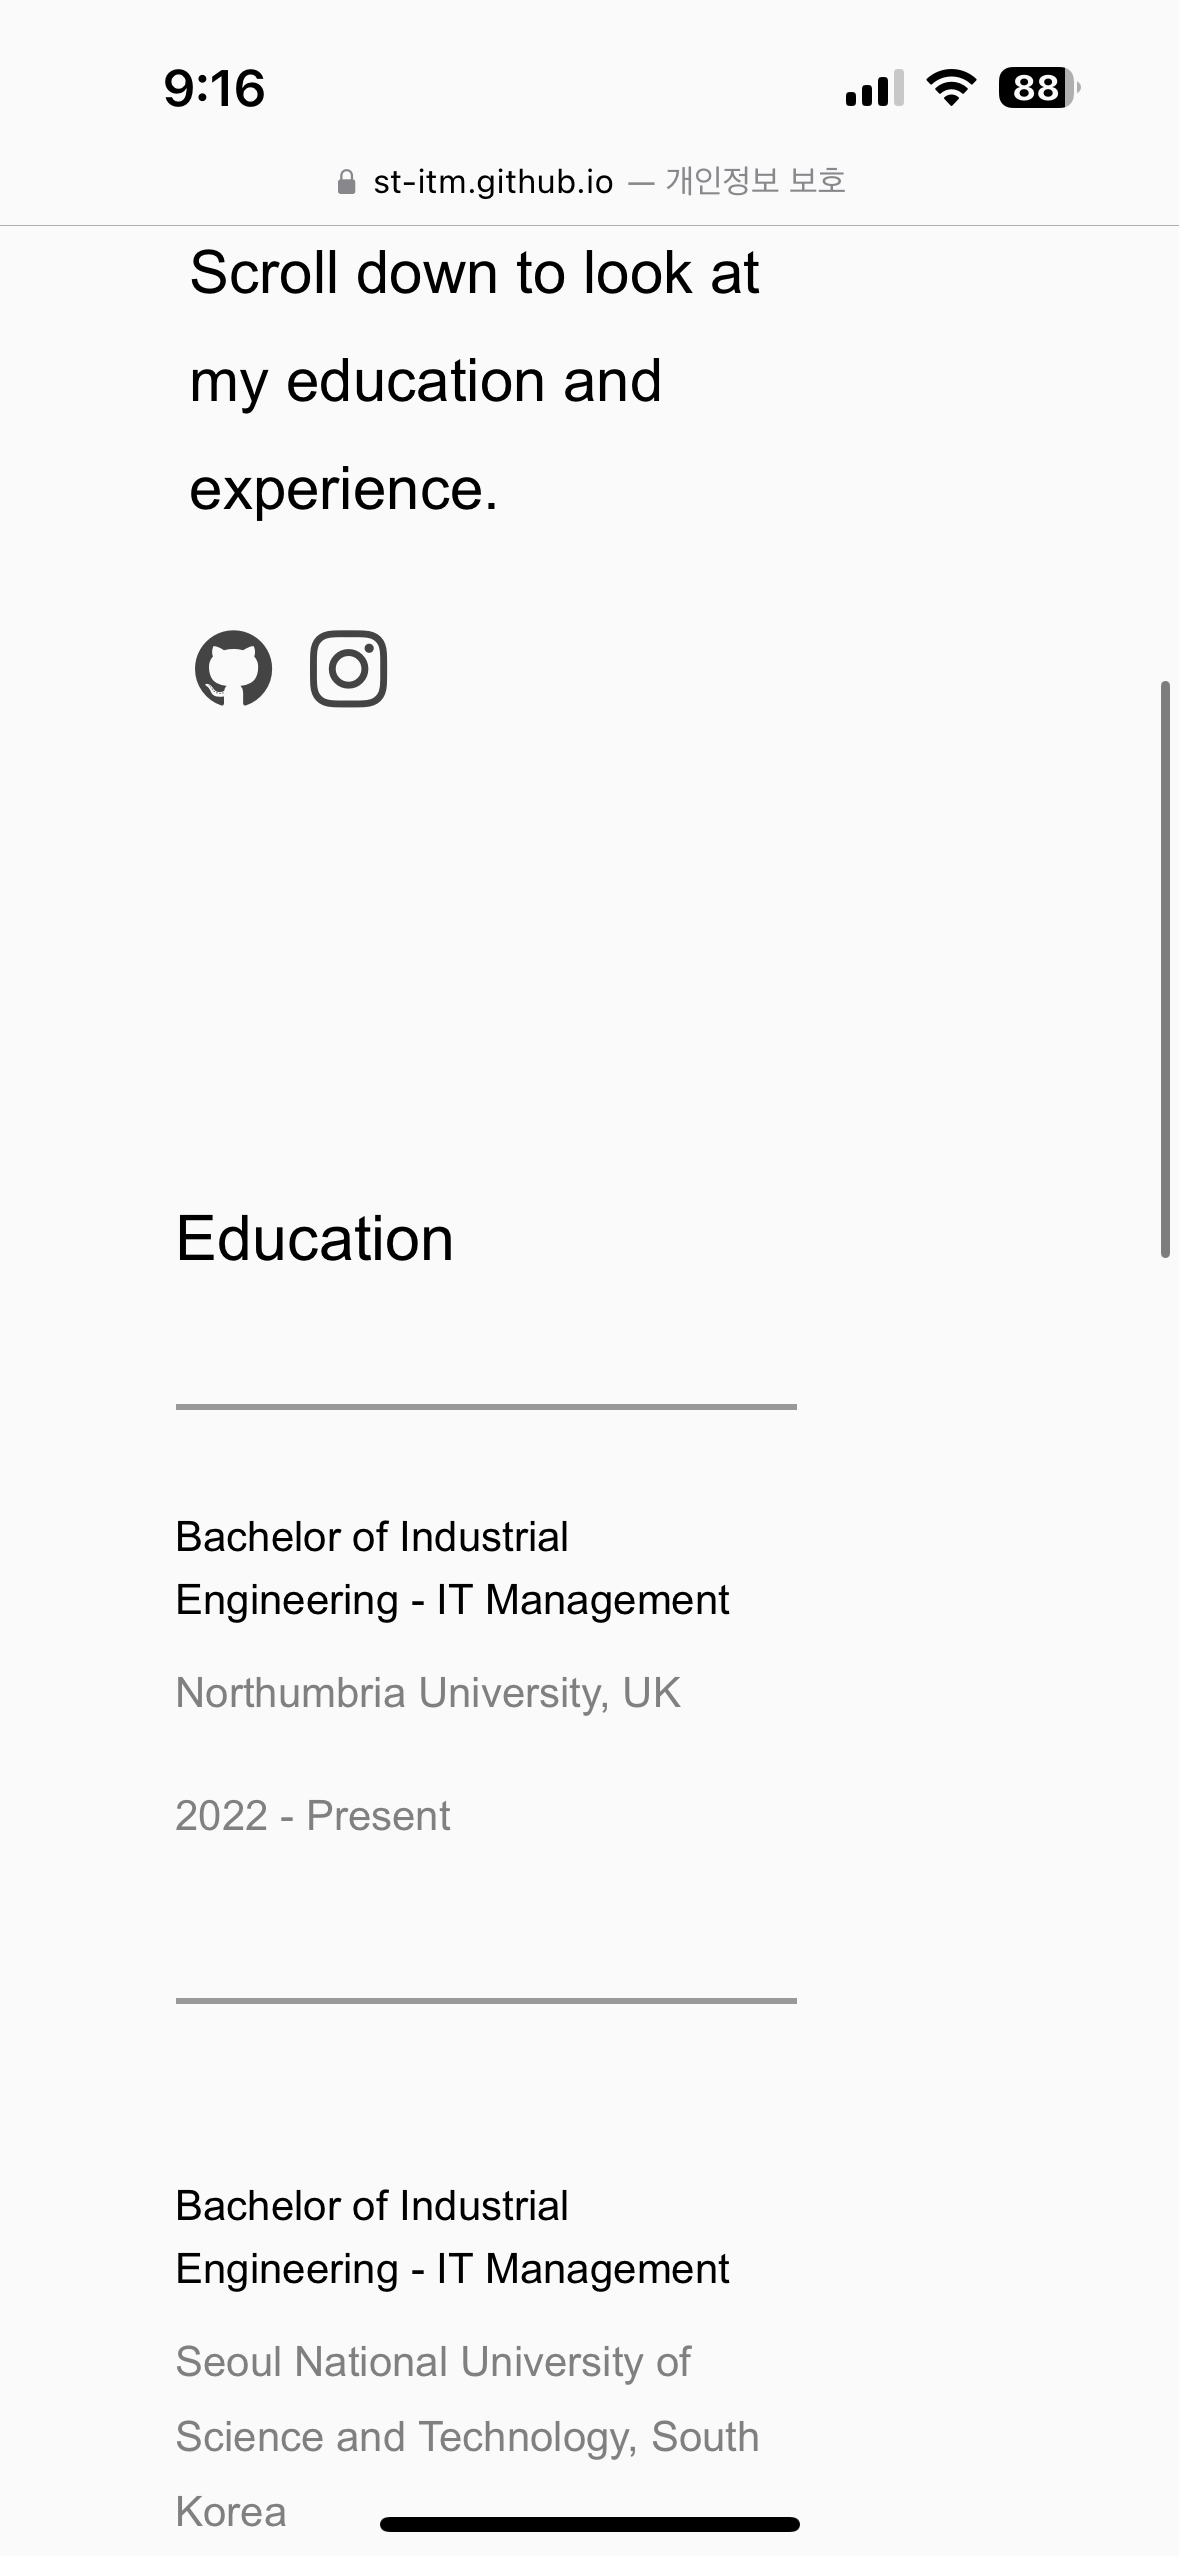 9:16
88
st-itm.github.io — 개인정보 보호
Scroll down to look at
my education and
experience.
Education
Bachelor of Industrial
Engineering - IT Management
Northumbria University, UK
2022 - Present
Bachelor of Industrial
Engineering - IT Management
Seoul National University of
Science and Technology, South
Korea